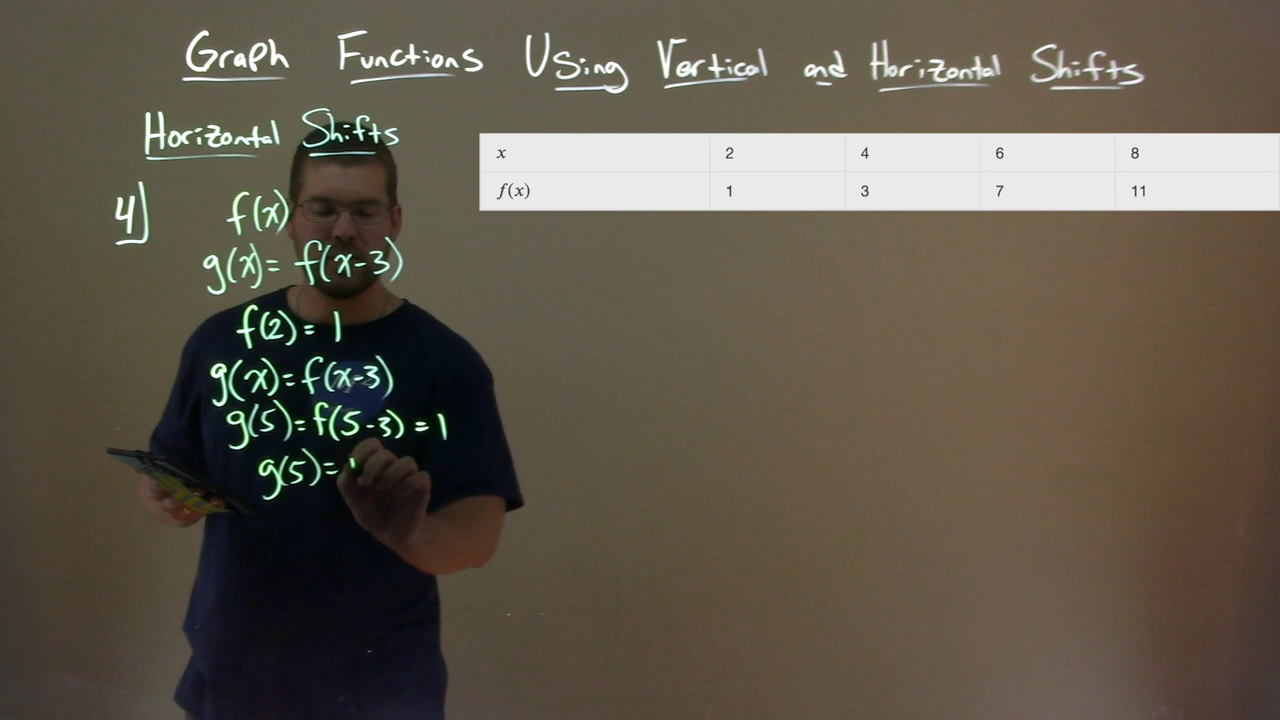 Graph Functions Using Vertical and Horizontal Shifts
Horizontal Shifts
4]
f(x)
g(x) = f(x-3)
f(2) = 1
g(x) = f(x-3)
g(5) = f(5-3) = 1
g(5) =
x 2 4 6 8
f(x) 1 3 7 11